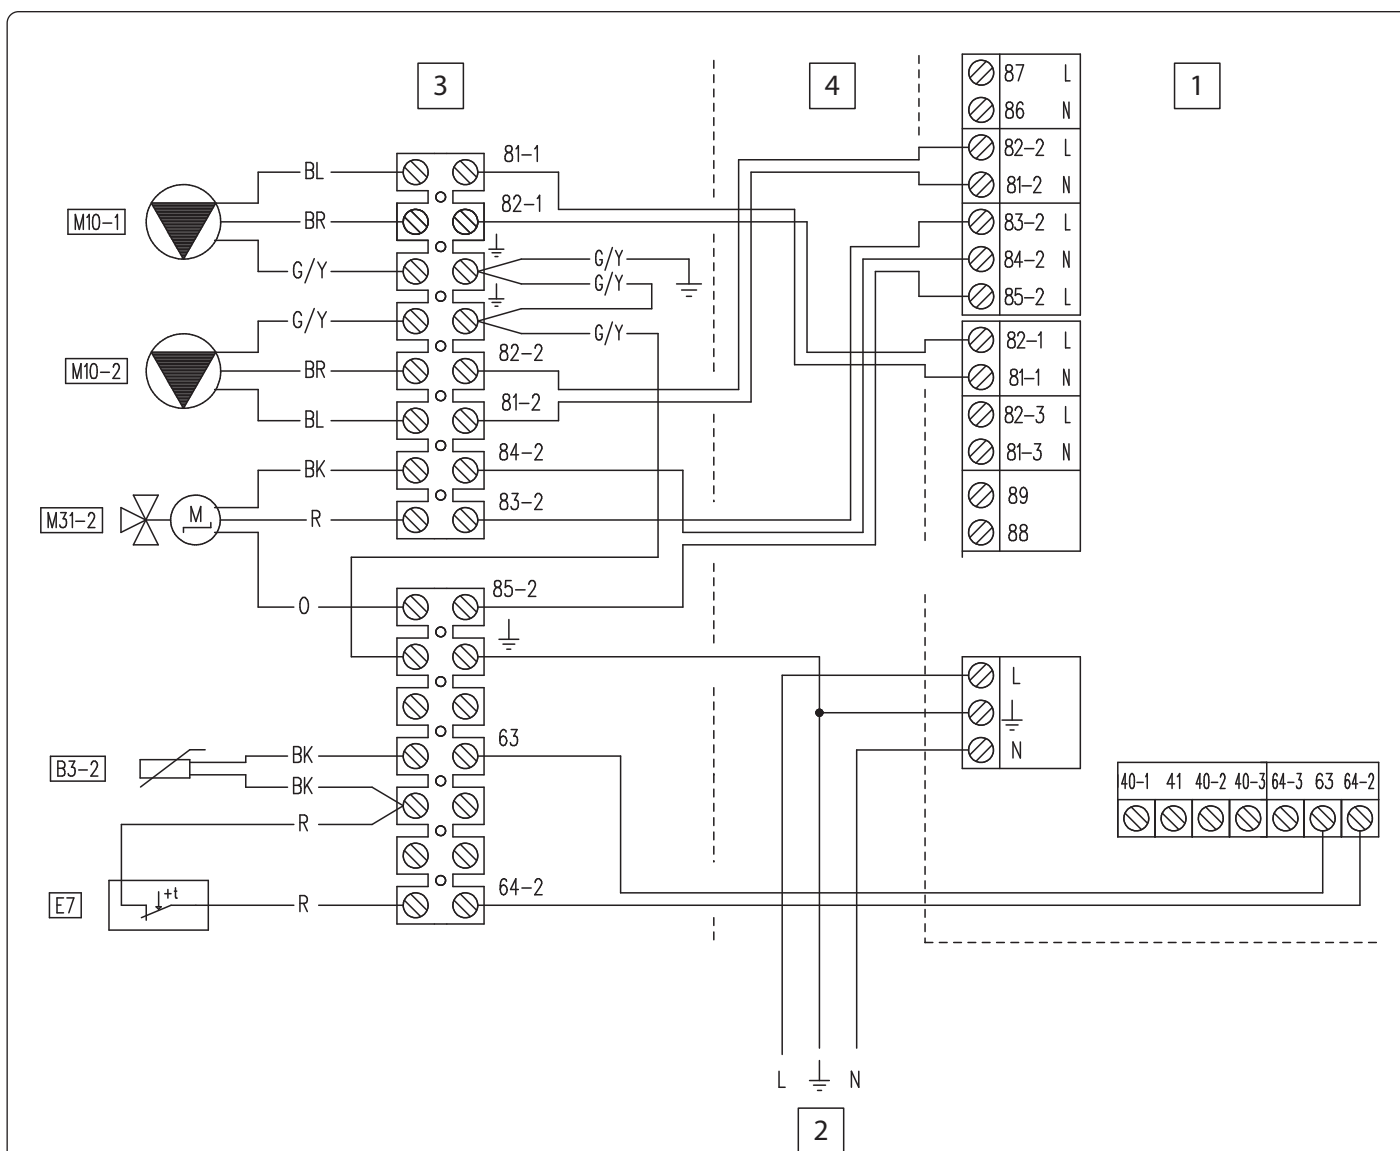 3
4
1
87 L
86 N
82-2 L
81-2 N
83-2 L
84-2 N
85-2 L
82-1 L
81-1 N
82-3 L
81-3 N
89
88
M10-1
BL
BR
G/Y
81-1
82-1
G/Y
G/Y
G/Y
M10-2
G/Y
BR
BL
82-2
81-2
M31-2
M
BK
R
O
84-2
83-2
85-2
L
N
B3-2
BK
BK
R
63
E7
+t
R
64-2
40-1 41 40-2 40-3 64-3 63 64-2
L N
2